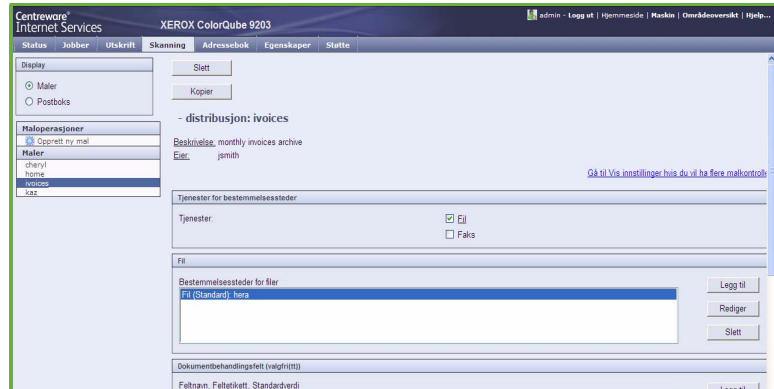 Centreware®
Internet Services
XEROX ColorQube 9203
admin - Logg ut | Hjemmeside | Maskin | Områdeoversikt | Hjelp...
Status Jobber Utskrift Skanning Adressebok Egenskaper Støtte
Display
Maler
Postboks
Maloperasjoner
Opprett ny mal
Maler
cheryl
home
ivoices
kaz
Slett
Kopier
- distribusjon: ivoices
Beskrivelse: monthly invoices archive
Eier: jsmith
Gå til Vis innstillinger hvis du vil ha flere malkontrolle
Tjenester for bestemmelsessteder
Tjenester:
Fil
Faks
Fil
Bestemmelsessteder for filer
Fil (Standard): hera
Legg til
Rediger
Slett
Dokumentbehandlingsfelt (valgfri(tt))
Feltnavn, Feltetikett, Standardverdi
Legg til